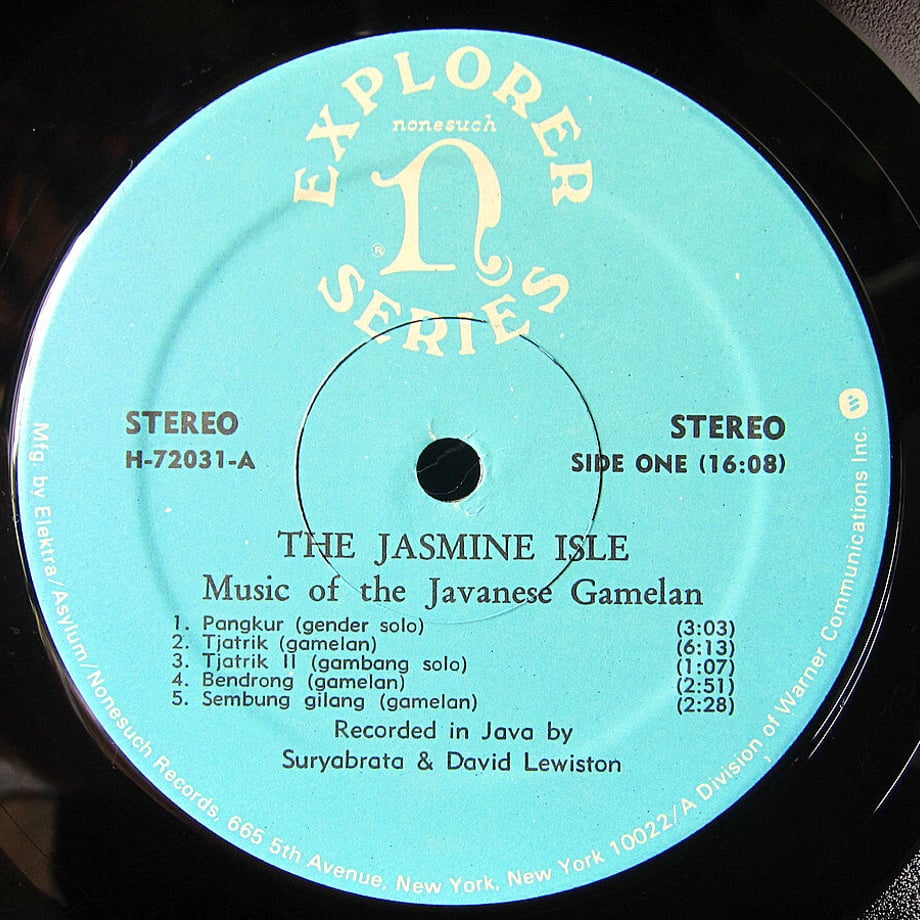 EXPLORER
nonesuch
n
®
SERIES
STEREO
H-72031-A
STEREO
SIDE ONE (16:08)
THE JASMINE ISLE
Music of the Javanese Gamelan
1. Pangkur (gender solo) (3:03)
2. Tjatrik (gamelan) (6:13)
3. Tjatrik II (gambang solo) (1:07)
4. Bendrong (gamelan) (2:51)
5. Sembung gilang (gamelan) (2:28)
Recorded in Java by
Suryabrata & David Lewiston
Mfg. by Elektra/Asylum/Nonesuch Records, 665 5th Avenue, New York, New York 10022/A Division of Warner Communications Inc.